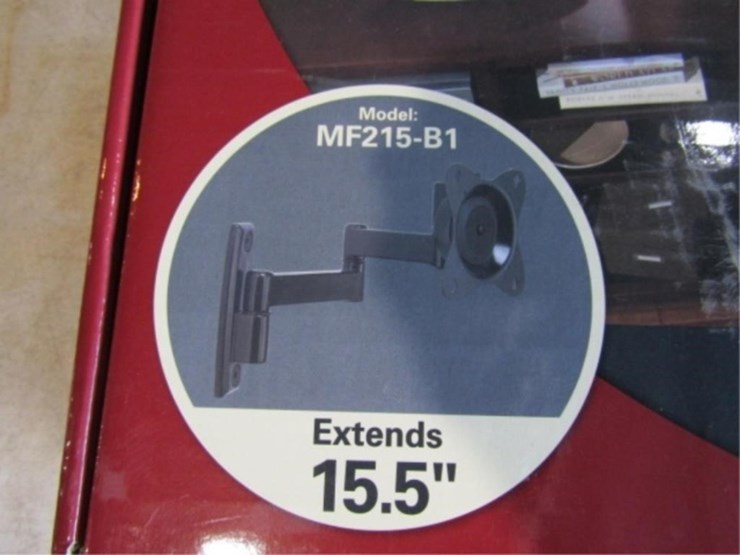 Model:
MF215-B1
Extends
15.5"